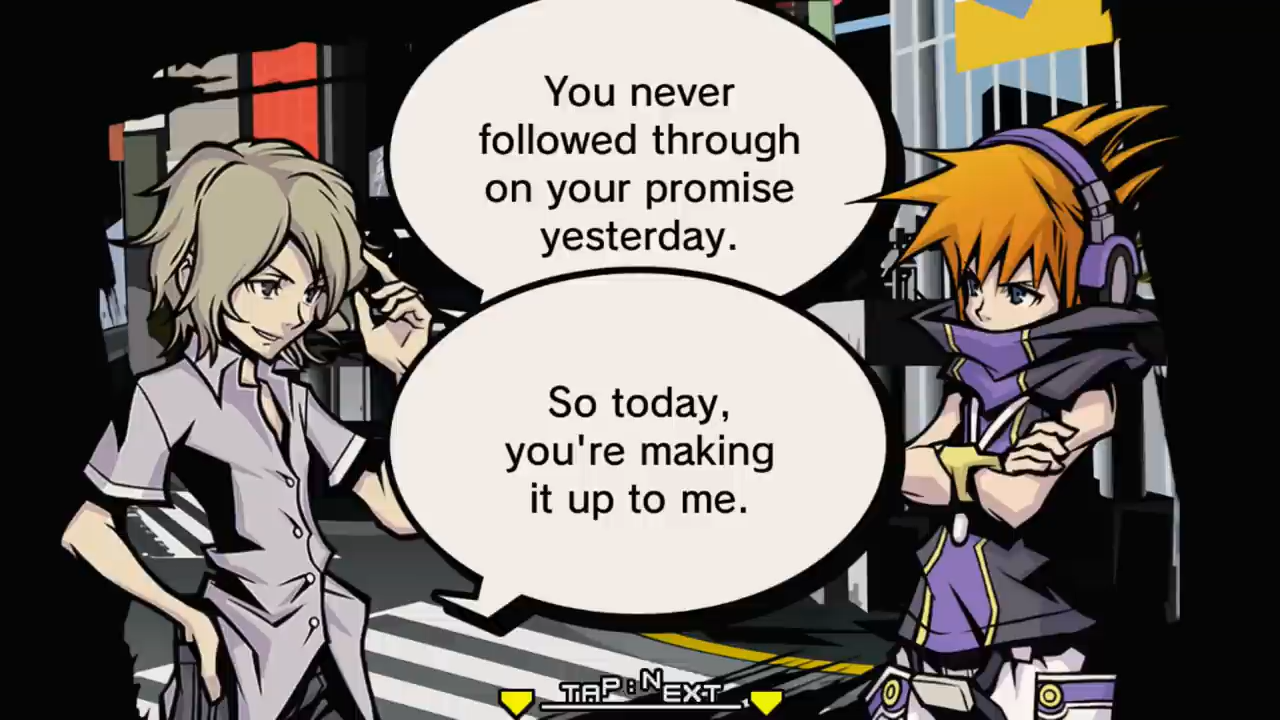 You never
followed through
on your promise
yesterday.
So today,
you're making
it up to me.
TAP:NEXT